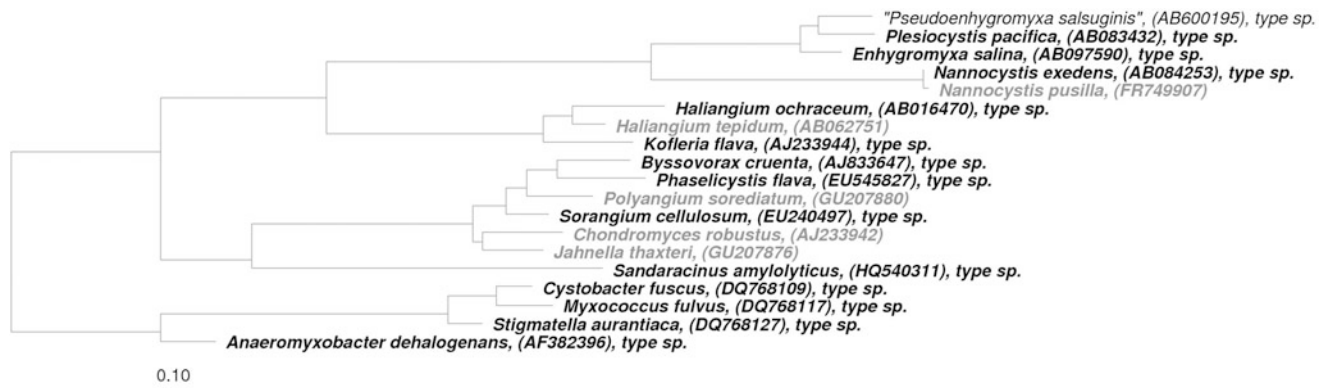 "Pseudoenhygromyxa salsuginis", (AB600195), type sp.
Plesiocystis pacifica, (AB083432), type sp.
Enhygromyxa salina, (AB097590), type sp.
Nannocystis exedens, (AB084253), type sp.
Nannocystis pusilla, (FR749907)
Haliangium ochraceum, (AB016470), type sp.
Haliangium tepidum, (AB062751)
Kofleria flava, (AJ233944), type sp.
Byssovorax cruenta, (AJ833647), type sp.
Phaselicystis flava, (EU545827), type sp.
Polyangium sorediatum, (GU207880)
Sorangium cellulosum, (EU240497), type sp.
Chondromyces robustus, (AJ233942)
Jahnella thaxteri, (GU207876)
Sandaracinus amylolyticus, (HQ540311), type sp.
Cystobacter fuscus, (DQ768109), type sp.
Myxococcus fulvus, (DQ768117), type sp.
Stigmatella aurantiaca, (DQ768127), type sp.
Anaeromyxobacter dehalogenans, (AF382396), type sp.
0.10